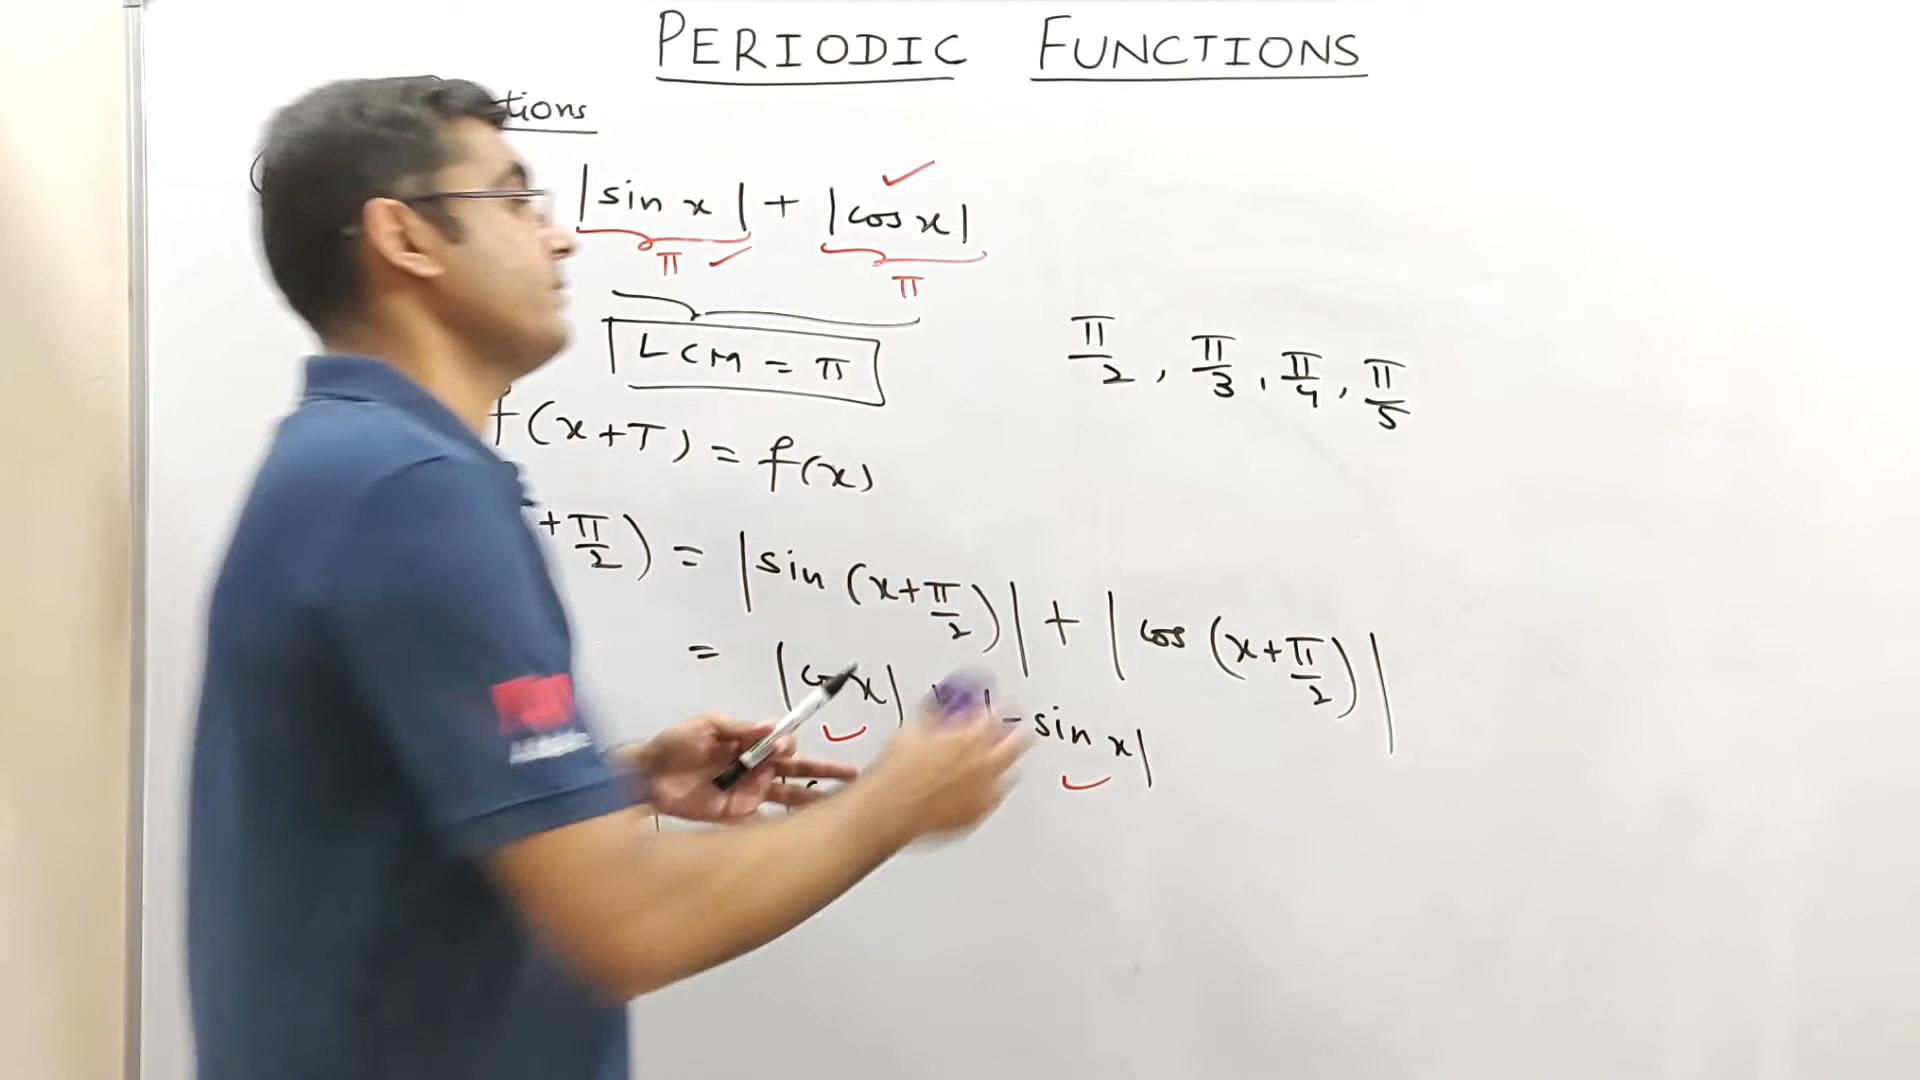 PERIODIC FUNCTIONS
tions
|sin x| + |cos x|
π π
LCM = π
π/2, π/3, π/4, π/5
f(x+T) = f(x)
+π/2) = |sin (x+π/2)| + |cos (x+π/2)|
= |cos x| |-sin x|